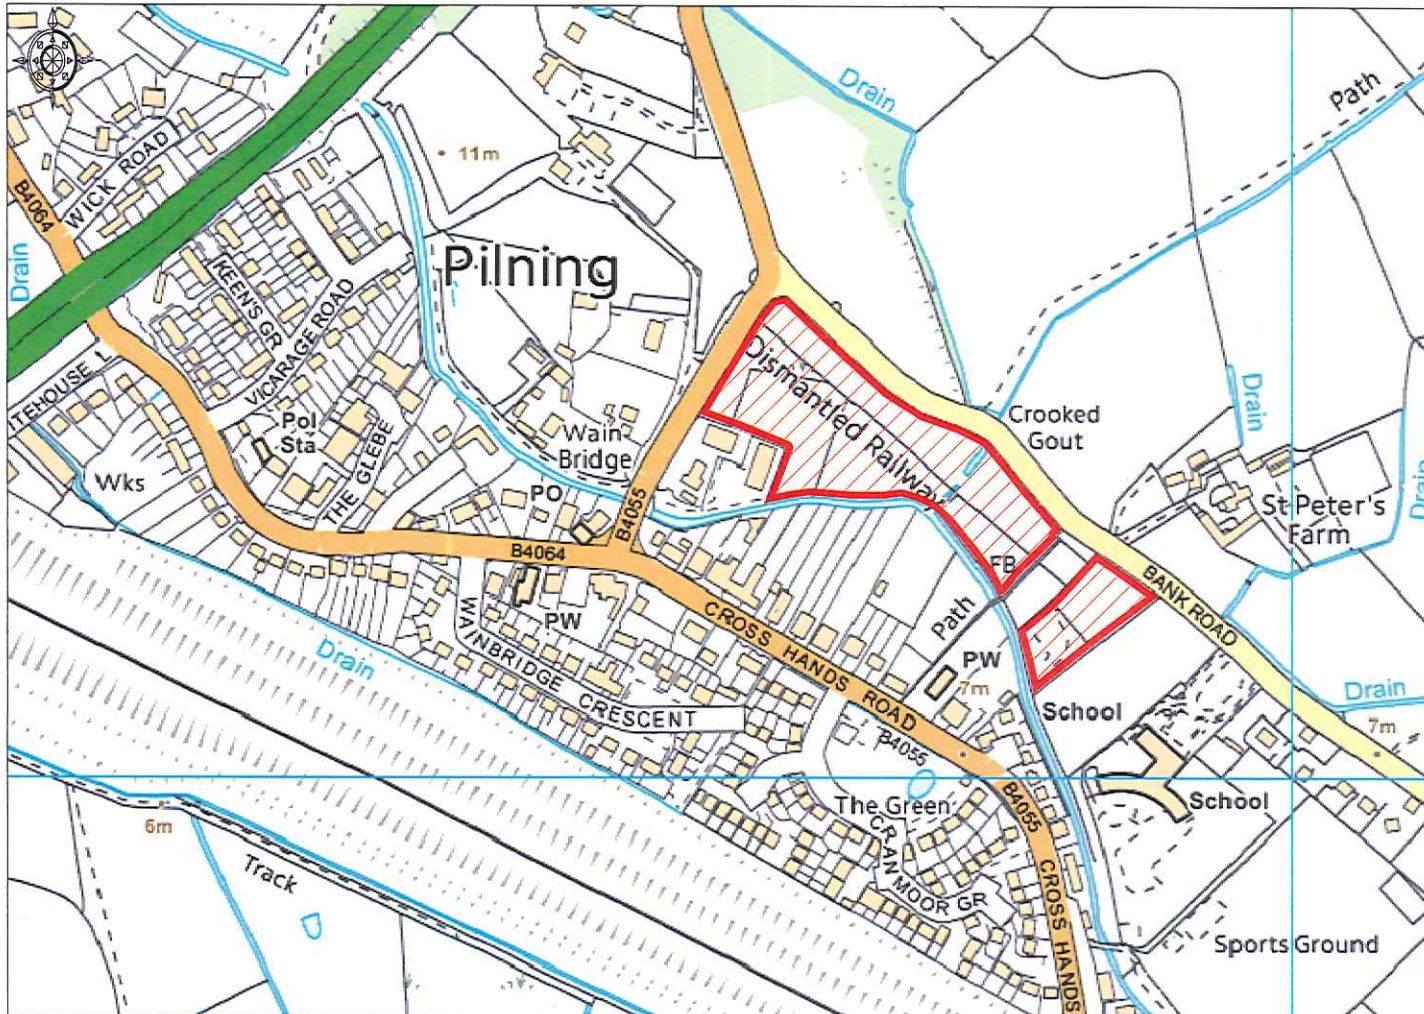 Drain
Path
WICK ROAD
11m
B4064
Drain
Pilning
KEEN'S GR
VICARAGE ROAD
Dismantled Railway
Drain
Crooked
Gout
TEHOUSE L
Pol
Sta
THE GLEBE
Wain
Bridge
Wks
PO
B4055
St Peter's
Farm
Drain
B4064
FB
BANK ROAD
PW
WAINBRIDGE CRESCENT
CROSS HANDS ROAD
Path
PW
7m
Drain
School
B4055
Drain
7m
The Green
School
B4055
6m
Track
CRANMOOR GR
CROSS HANDS
Sports Ground